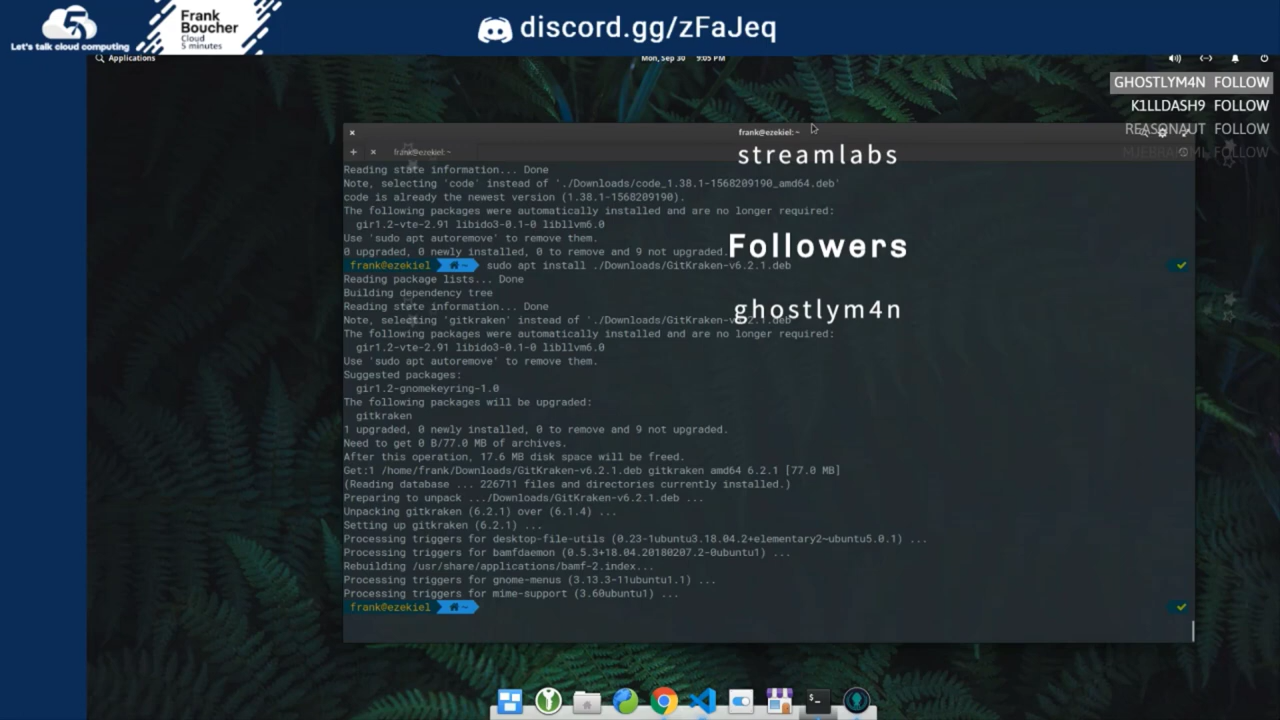 5
Let's talk cloud computing
Frank
Boucher
Cloud
5 minutes
discord.gg/zFaJeq
Applications
Mon, Sep 30 9:05 PM
GHOSTLYM4N FOLLOW
K1LLDASH9 FOLLOW
REASONAUT FOLLOW
FOLLOW
frank@ezekiel: ~
frank@ezekiel: ~
streamlabs
Followers
ghostlym4n
Reading state information... Done
Note, selecting 'code' instead of './Downloads/code_1.38.1-1568209190_amd64.deb'
code is already the newest version (1.38.1-1568209190).
The following packages were automatically installed and are no longer required:
gir1.2-vte-2.91 libido3-0.1-0 libllvm6.0
Use 'sudo apt autoremove' to remove them.
0 upgraded, 0 newly installed, 0 to remove and 9 not upgraded.
frank@ezekiel ~ sudo apt install ./Downloads/GitKraken-v6.2.1.deb
Reading package lists... Done
Building dependency tree
Reading state information... Done
Note, selecting 'gitkraken' instead of './Downloads/GitKraken-v6.2.1.deb'
The following packages were automatically installed and are no longer required:
gir1.2-vte-2.91 libido3-0.1-0 libllvm6.0
Use 'sudo apt autoremove' to remove them.
Suggested packages:
gir1.2-gnomekeyring-1.0
The following packages will be upgraded:
gitkraken
1 upgraded, 0 newly installed, 0 to remove and 9 not upgraded.
Need to get 0 B/77.0 MB of archives.
After this operation, 17.6 MB disk space will be freed.
Get:1 /home/frank/Downloads/GitKraken-v6.2.1.deb gitkraken amd64 6.2.1 [77.0 MB]
(Reading database ... 226711 files and directories currently installed.)
Preparing to unpack .../Downloads/GitKraken-v6.2.1.deb ...
Unpacking gitkraken (6.2.1) over (6.1.4) ...
Setting up gitkraken (6.2.1) ...
Processing triggers for desktop-file-utils (0.23-1ubuntu3.18.04.2+elementary2~ubuntu5.0.1) ...
Processing triggers for bamfdaemon (0.5.3+18.04.20180207.2-0ubuntu1) ...
Rebuilding /usr/share/applications/bamf-2.index...
Processing triggers for gnome-menus (3.13.3-11ubuntu1.1) ...
Processing triggers for mime-support (3.60ubuntu1) ...
frank@ezekiel ~